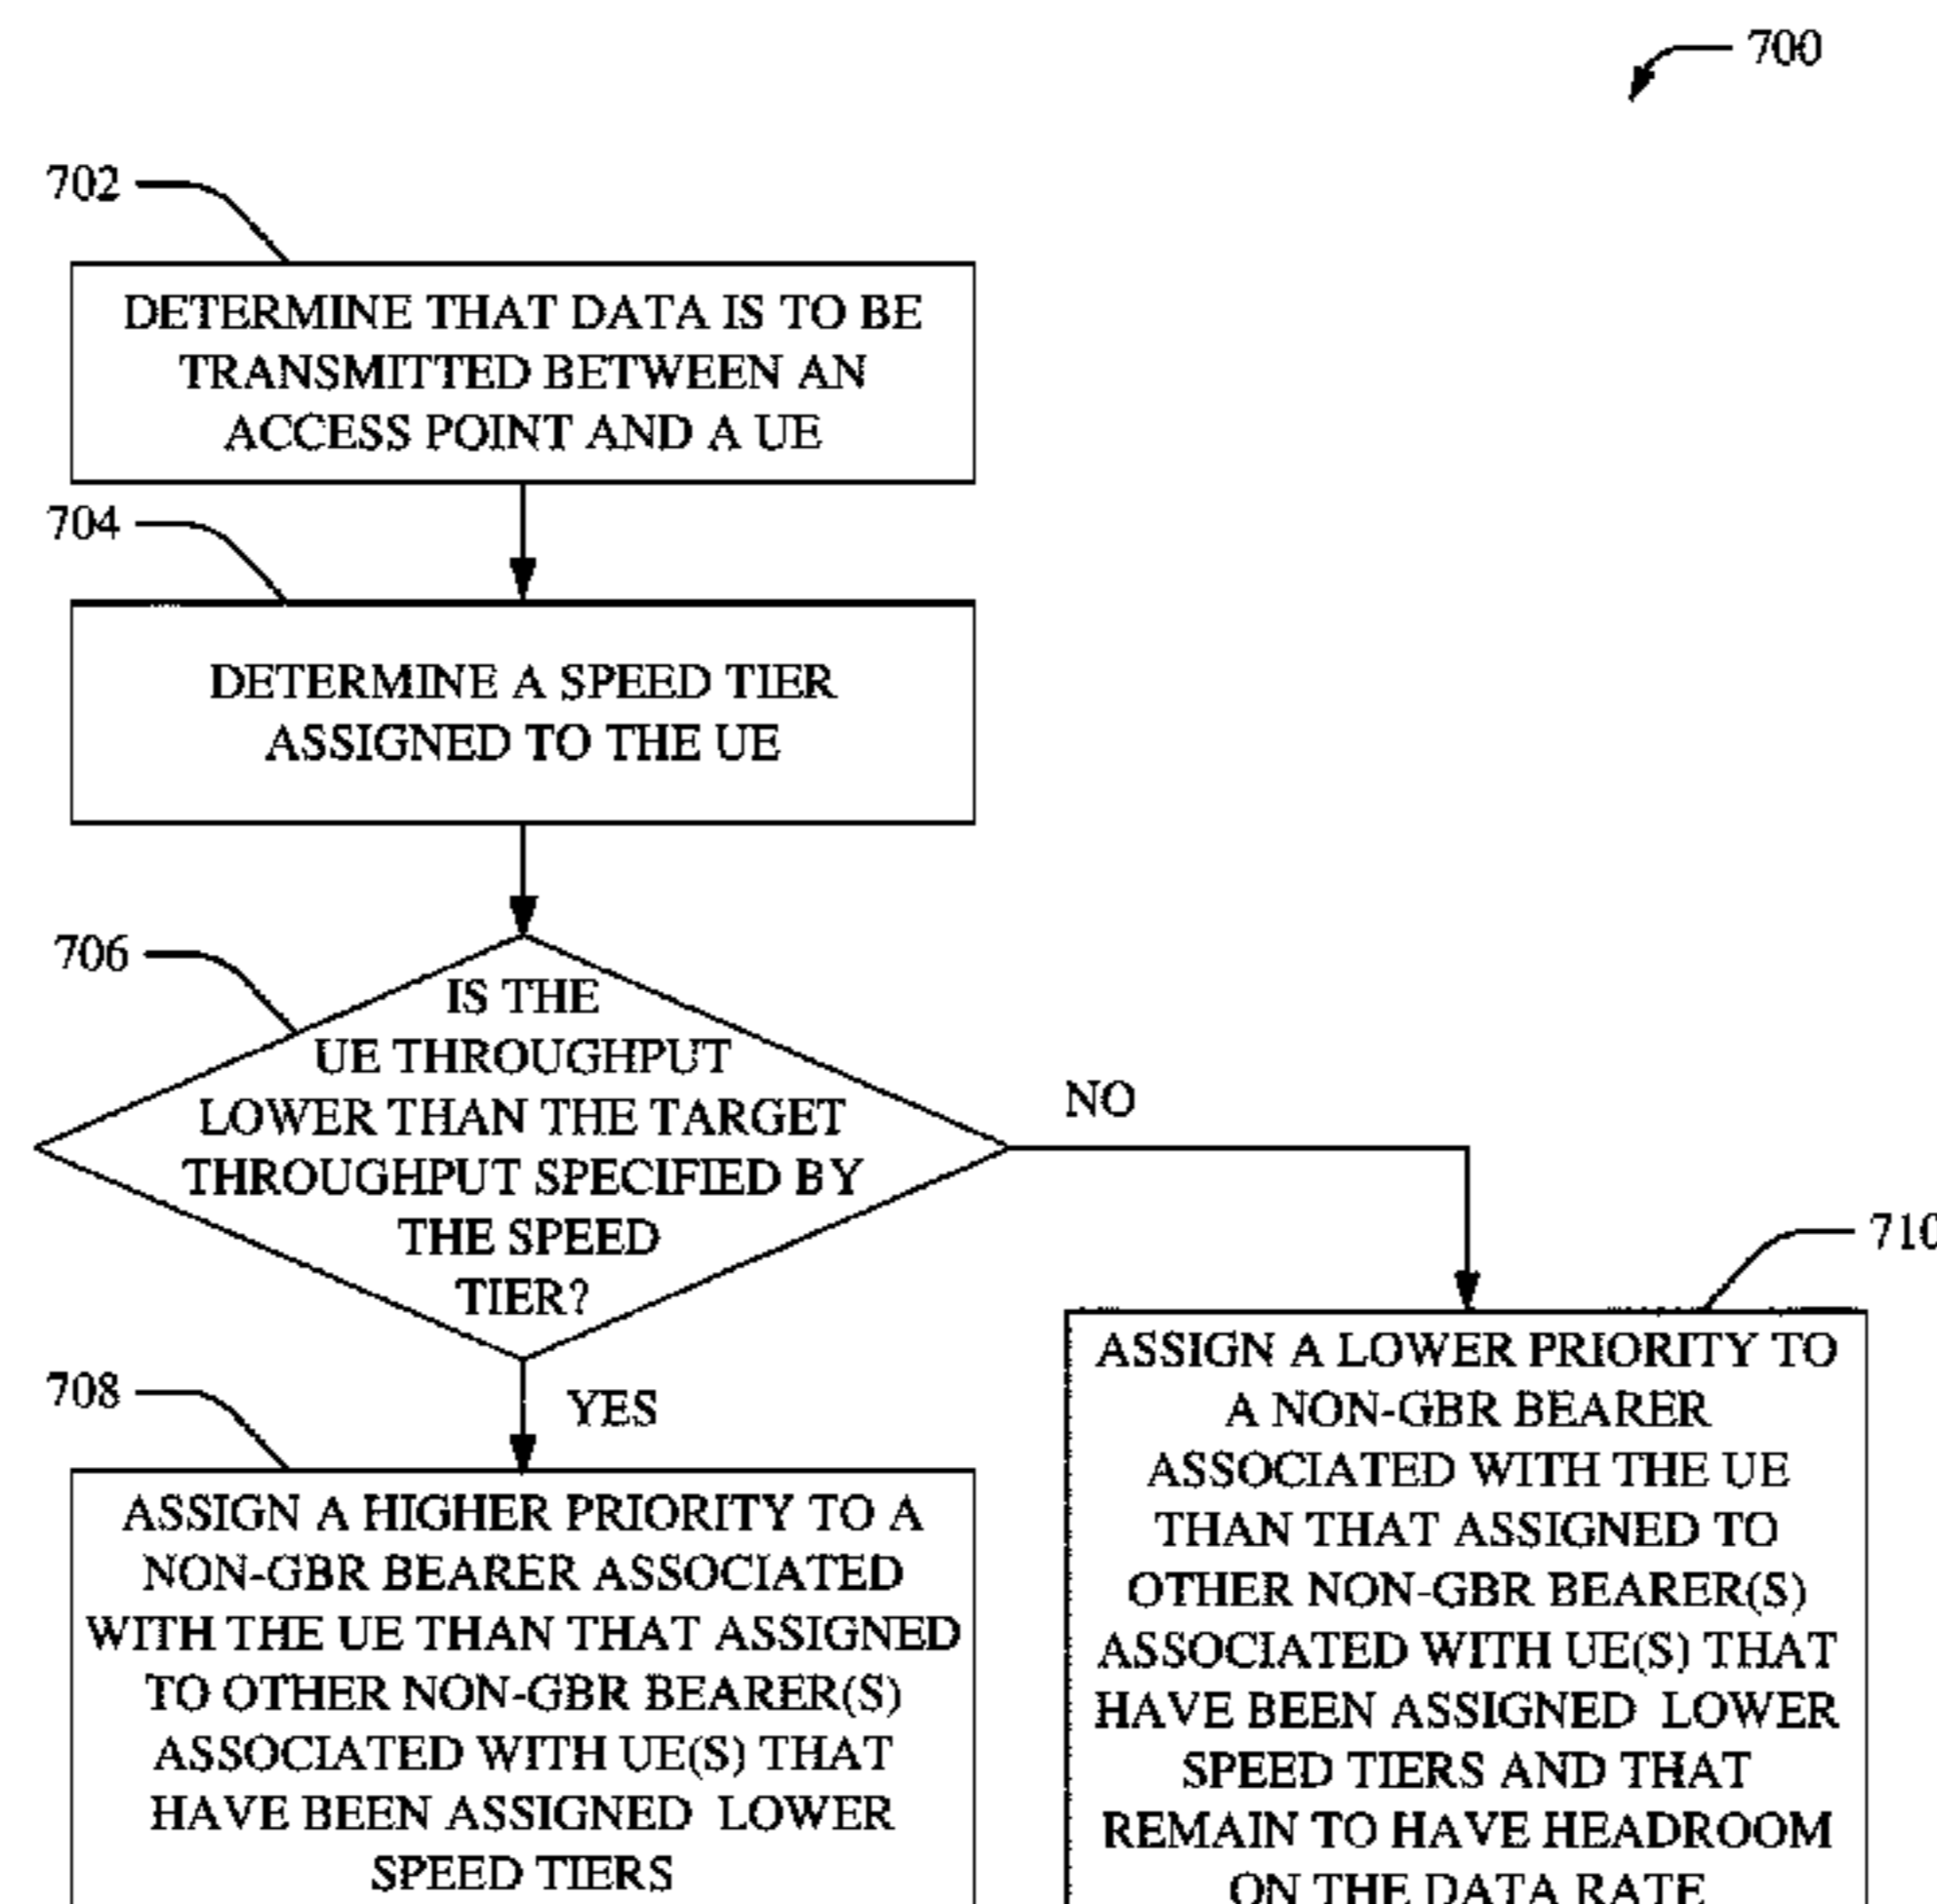 700
702
DETERMINE THAT DATA IS TO BE
TRANSMITTED BETWEEN AN
ACCESS POINT AND A UE
704
DETERMINE A SPEED TIER
ASSIGNED TO THE UE
706
IS THE
UE THROUGHPUT
LOWER THAN THE TARGET
THROUGHPUT SPECIFIED BY
THE SPEED
TIER?
NO
YES
708
ASSIGN A HIGHER PRIORITY TO A
NON-GBR BEARER ASSOCIATED
WITH THE UE THAN THAT ASSIGNED
TO OTHER NON-GBR BEARER(S)
ASSOCIATED WITH UE(S) THAT
HAVE BEEN ASSIGNED LOWER
SPEED TIERS
710
ASSIGN A LOWER PRIORITY TO
A NON-GBR BEARER
ASSOCIATED WITH THE UE
THAN THAT ASSIGNED TO
OTHER NON-GBR BEARER(S)
ASSOCIATED WITH UE(S) THAT
HAVE BEEN ASSIGNED LOWER
SPEED TIERS AND THAT
REMAIN TO HAVE HEADROOM
ON THE DATA RATE